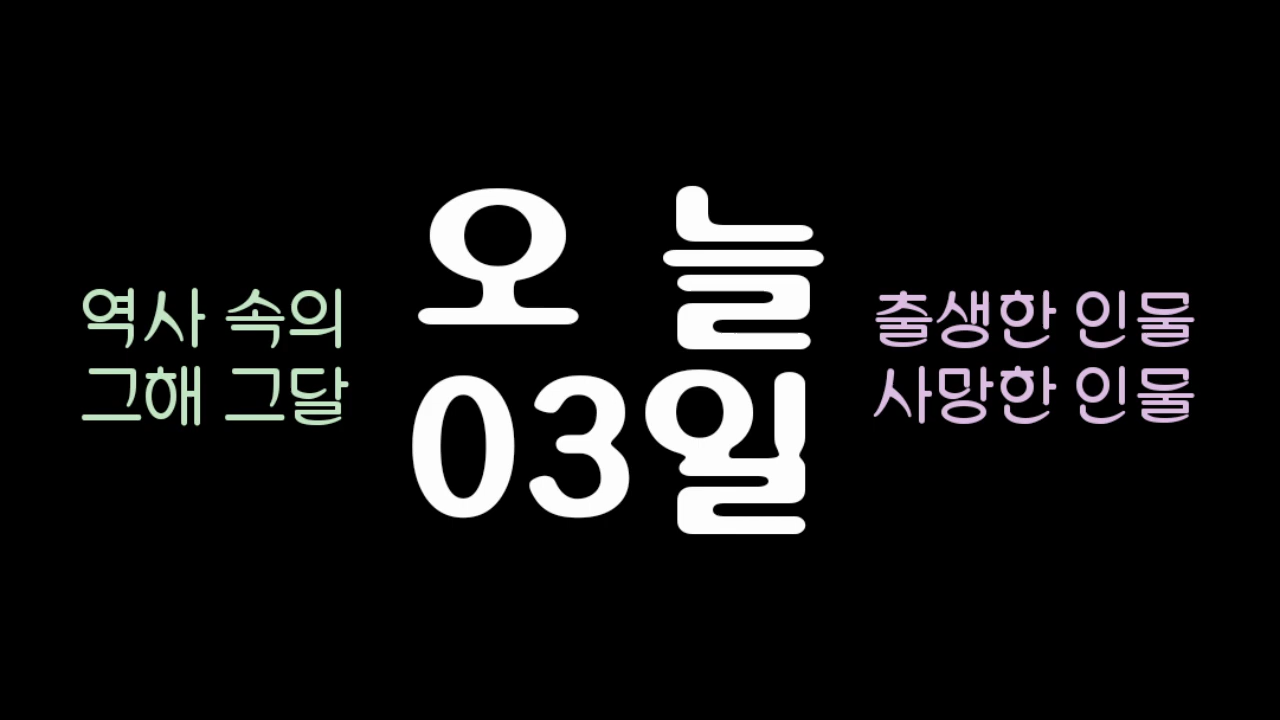 역사 속의
그해 그달
오 늘
03일
출생한 인물
사망한 인물